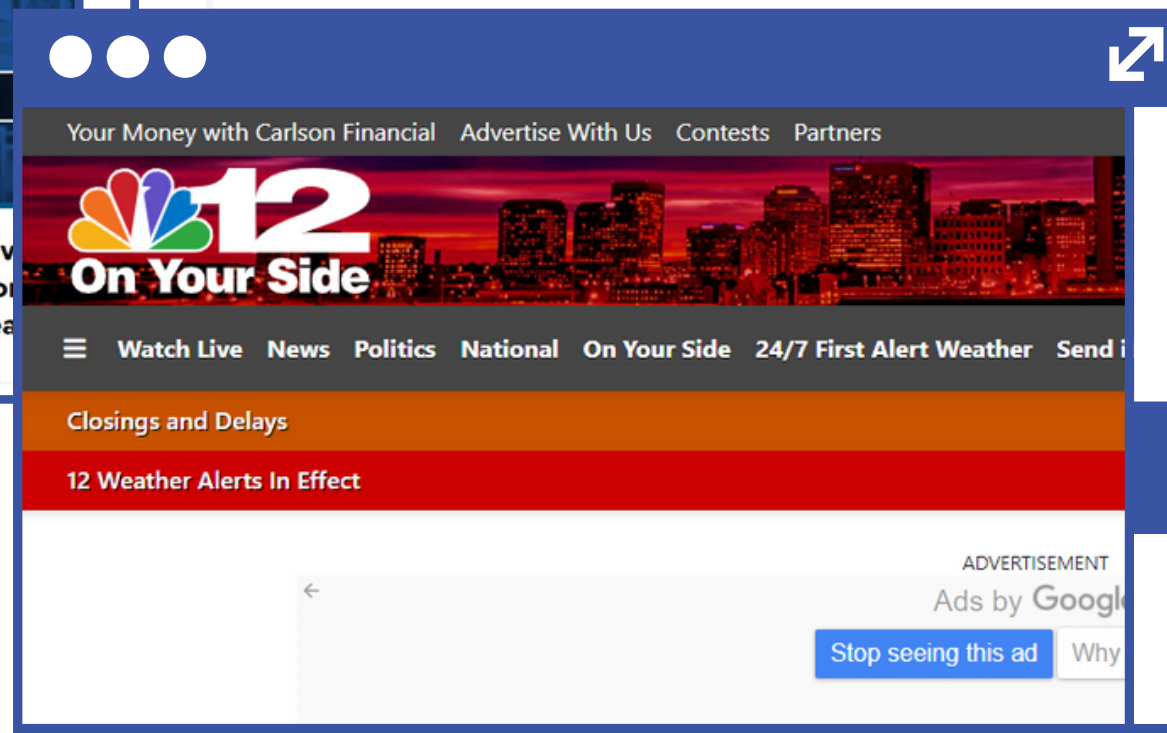 Your Money with Carlson Financial Advertise With Us Contests Partners
12
On Your Side
Watch Live News Politics National On Your Side 24/7 First Alert Weather Send
Closings and Delays
12 Weather Alerts In Effect
ADVERTISEMENT
Ads by Google
Stop seeing this ad Why